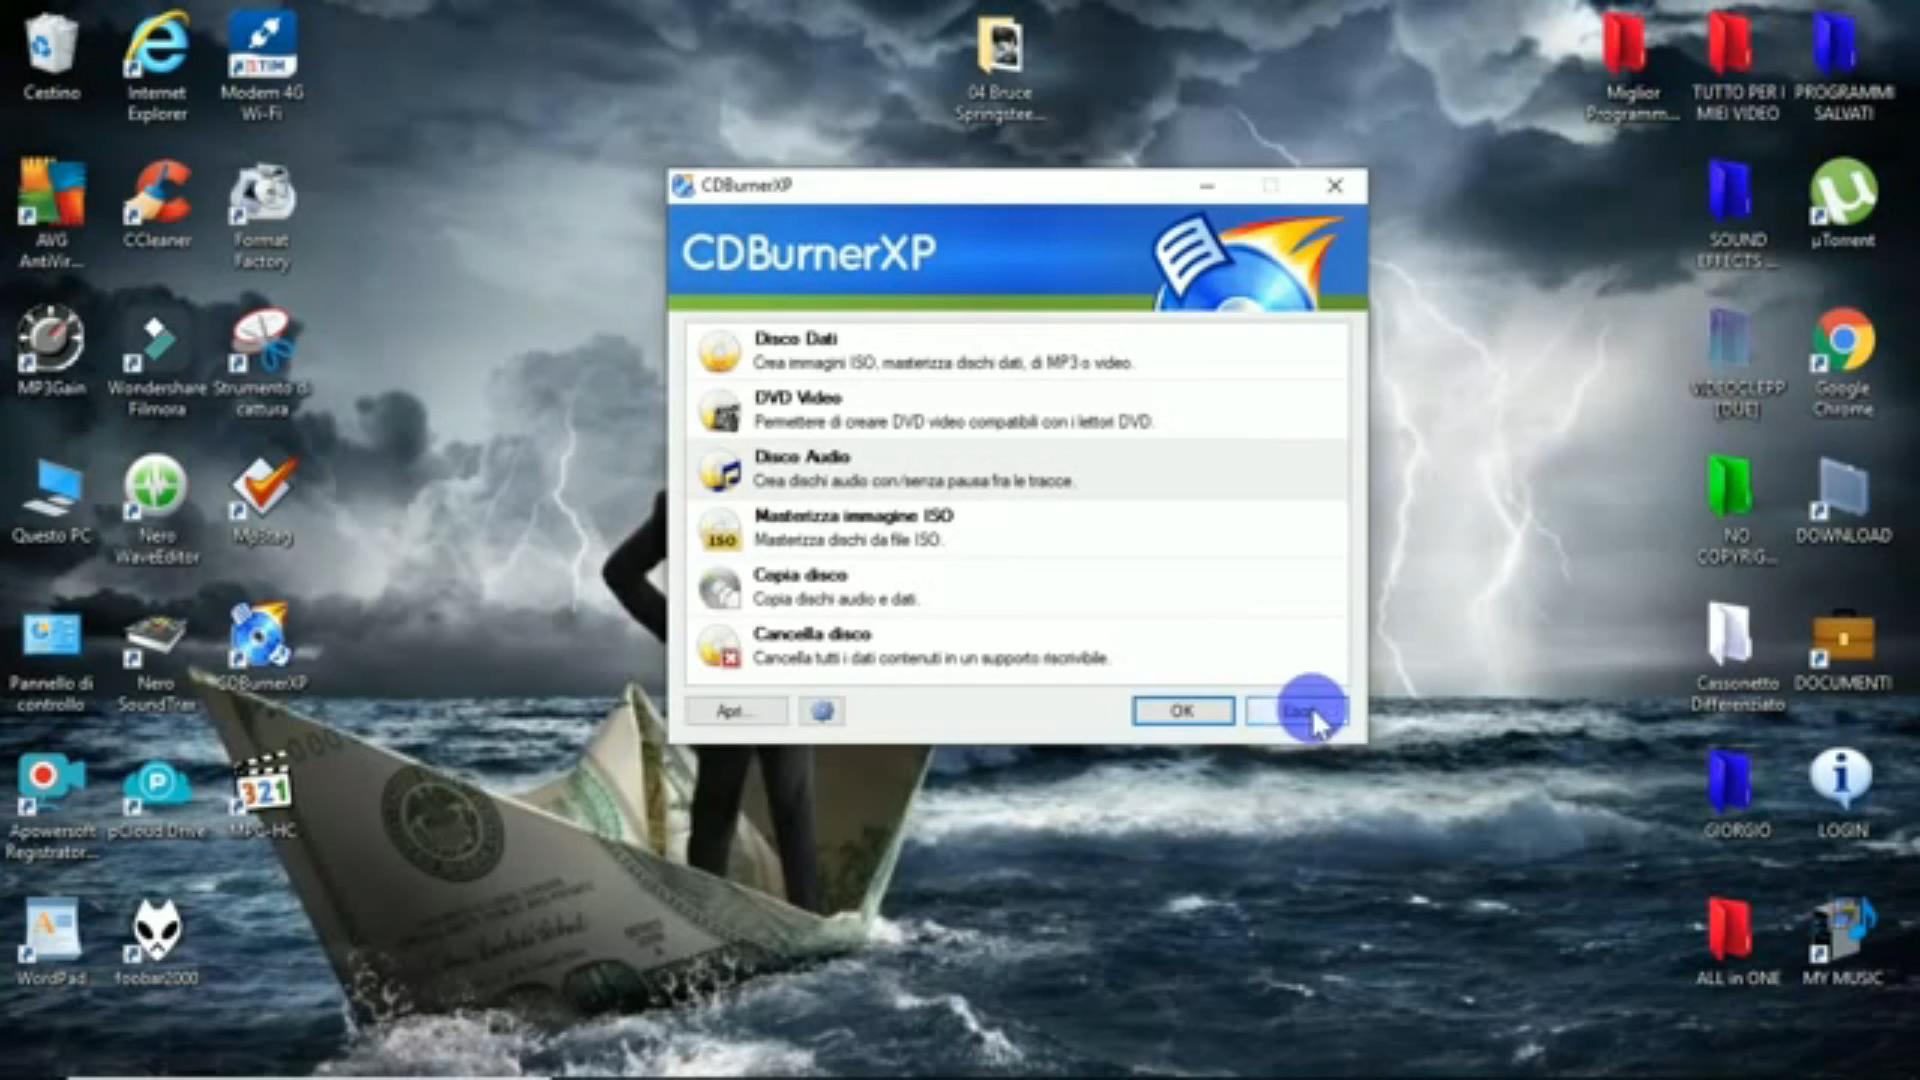 Cestino
Internet
Explorer
Modem 4G
Wi-Fi
TIM
04 Bruce
Springstee...
Miglior
Programm...
TUTTO PER I
MIEI VIDEO
PROGRAMMI
SALVATI
AVG
AntiVir...
CCleaner
Format
Factory
SOUND
EFFECTS ...
µTorrent
MP3Gain
Wondershare
Filmora
Strumento di
cattura
[DUE]
Google
Chrome
Questo PC
Nero
WaveEditor
Mp3tag
NO
COPYRIG...
DOWNLOAD
Pannello di
controllo
Nero
SoundTrax
CDBurnerXP
Cassonetto
Differenziato
DOCUMENTI
Apowersoft
Registrator...
pCloud Drive
321
MPC-HC
GIORGIO
LOGIN
WordPad
foobar2000
ALL in ONE
MY MUSIC
CDBurnerXP
CDBurnerXP
Disco Dati
Crea immagini ISO, masterizza dischi dati, di MP3 o video.
DVD Video
Permettere di creare DVD video compatibili con i lettori DVD.
Disco Audio
Crea dischi audio con/senza pausa fra le tracce.
ISO
Masterizza immagine ISO
Masterizza dischi da file ISO.
Copia disco
Copia dischi audio e dati.
Cancella disco
Cancella tutti i dati contenuti in un supporto riscrivibile.
Apri...
OK